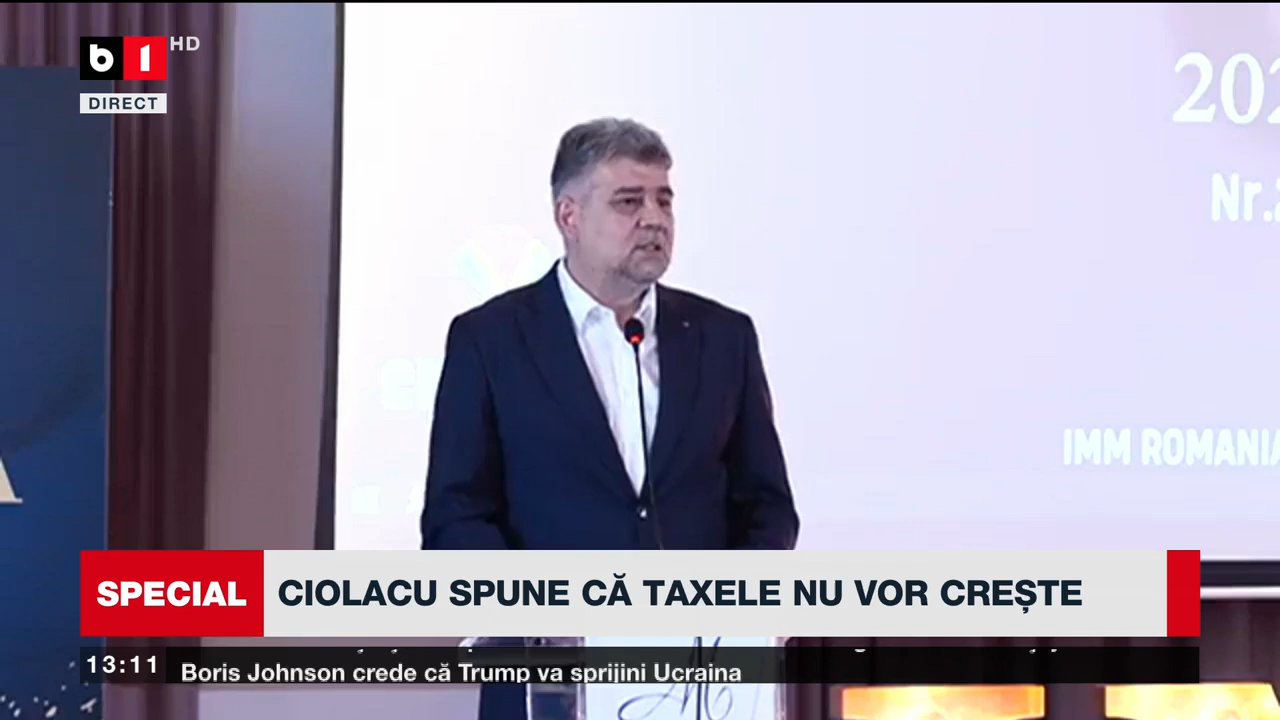 b1 HD
DIRECT
202
Nr.
IMM ROMANIA
A
SPECIAL CIOLACU SPUNE CĂ TAXELE NU VOR CREȘTE
13:11 Boris Johnson crede că Trump va sprijini Ucraina